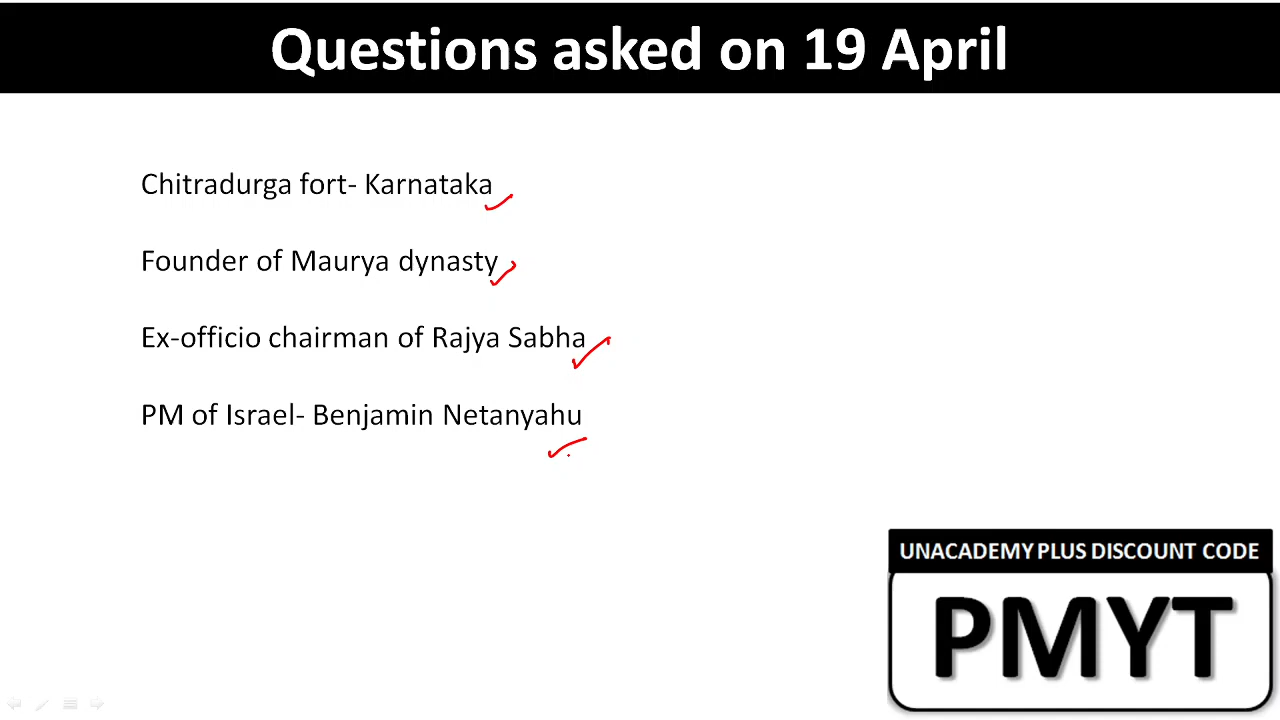 Questions asked on 19 April
Chitradurga fort- Karnataka
Founder of Maurya dynasty
Ex-officio chairman of Rajya Sabha
PM of Israel- Benjamin Netanyahu
UNACADEMY PLUS DISCOUNT CODE
PMYT